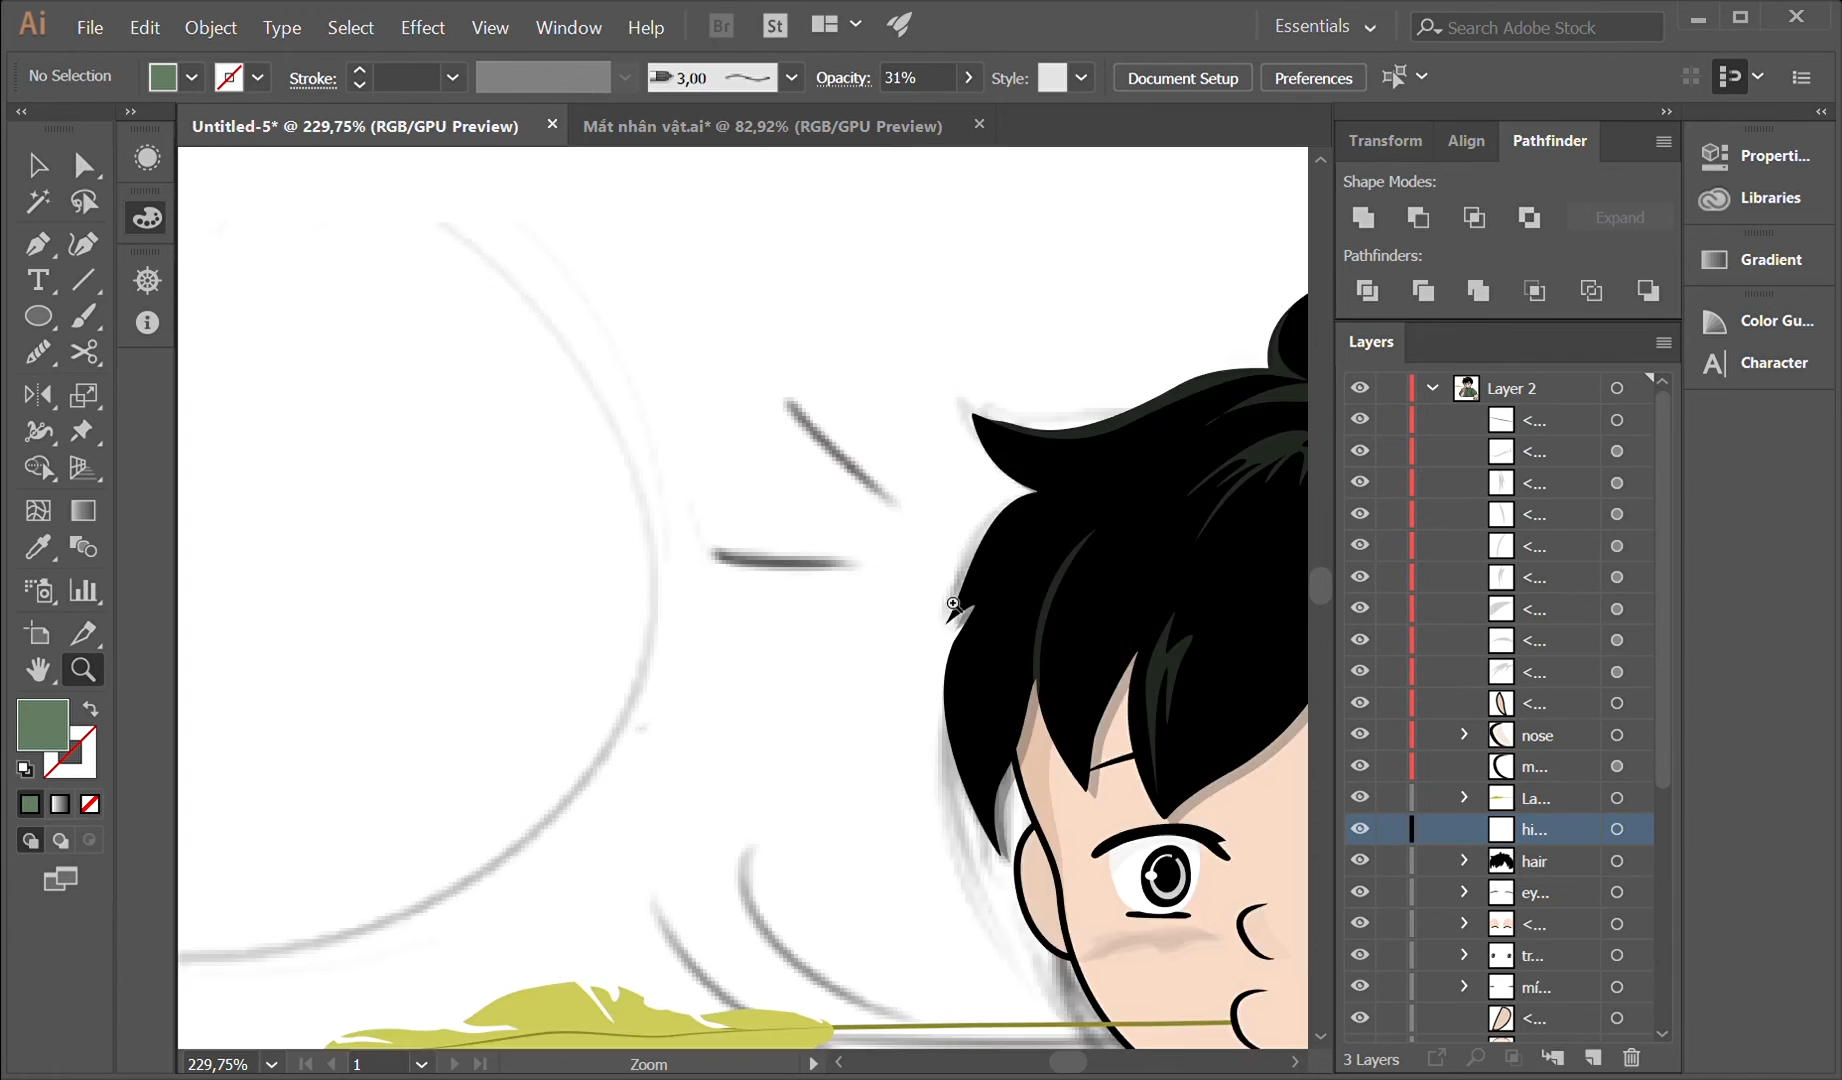 Ai File Edit Object Type Select Effect View Window Help Br St Essentials Search Adobe Stock
No Selection Stroke: 3,00 Opacity: 31% Style: Document Setup Preferences
Untitled-5* @ 229,75% (RGB/GPU Preview) Mắt nhân vật.ai* @ 82,92% (RGB/GPU Preview)
Transform Align Pathfinder
Shape Modes:
Expand
Pathfinders:
Layers
Layer 2
<...
<...
<...
<...
<...
<...
<...
<...
<...
<...
nose
m...
La...
hi...
hair
ey...
<...
tr...
mí...
<...
3 Layers
Properti...
Libraries
Gradient
Color Gu...
Character
229,75% 1 Zoom